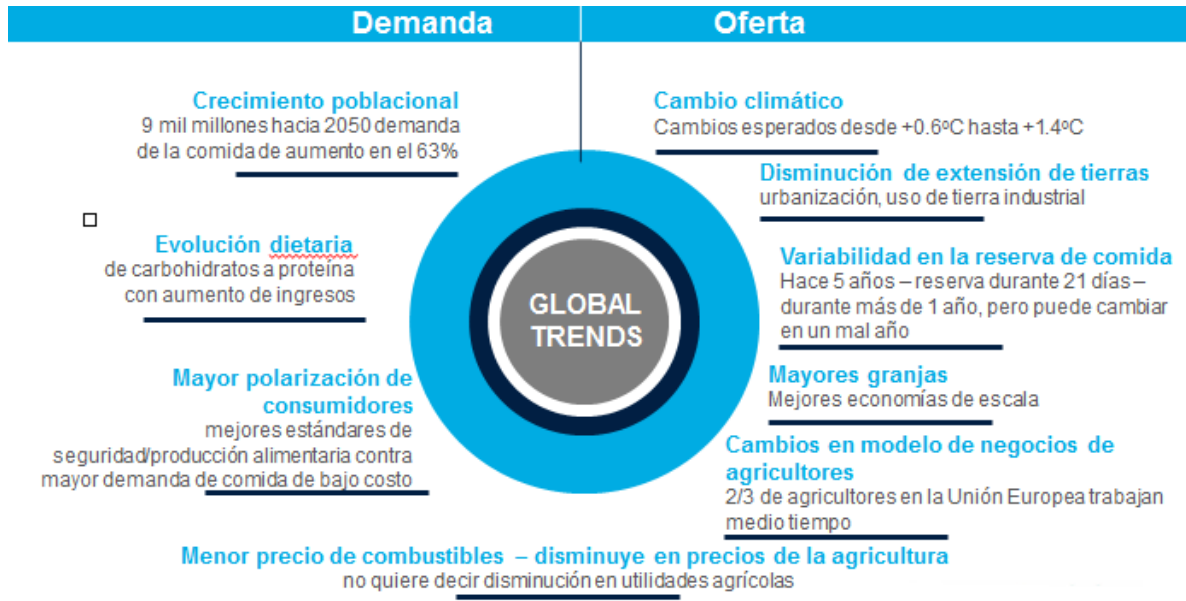 Demanda
Oferta
Crecimiento poblacional
9 mil millones hacia 2050 demanda
de la comida de aumento en el 63%
Evolución dietaria
de carbohidratos a proteína
con aumento de ingresos
Mayor polarización de
consumidores
mejores estándares de
seguridad/producción alimentaria contra
mayor demanda de comida de bajo costo
GLOBAL
TRENDS
Cambio climático
Cambios esperados desde +0.6ºC hasta +1.4ºC
Disminución de extensión de tierras
urbanización, uso de tierra industrial
Variabilidad en la reserva de comida
Hace 5 años – reserva durante 21 días –
durante más de 1 año, pero puede cambiar
en un mal año
Mayores granjas
Mejores economías de escala
Cambios en modelo de negocios de
agricultores
2/3 de agricultores en la Unión Europea trabajan
medio tiempo
Menor precio de combustibles – disminuye en precios de la agricultura
no quiere decir disminución en utilidades agrícolas